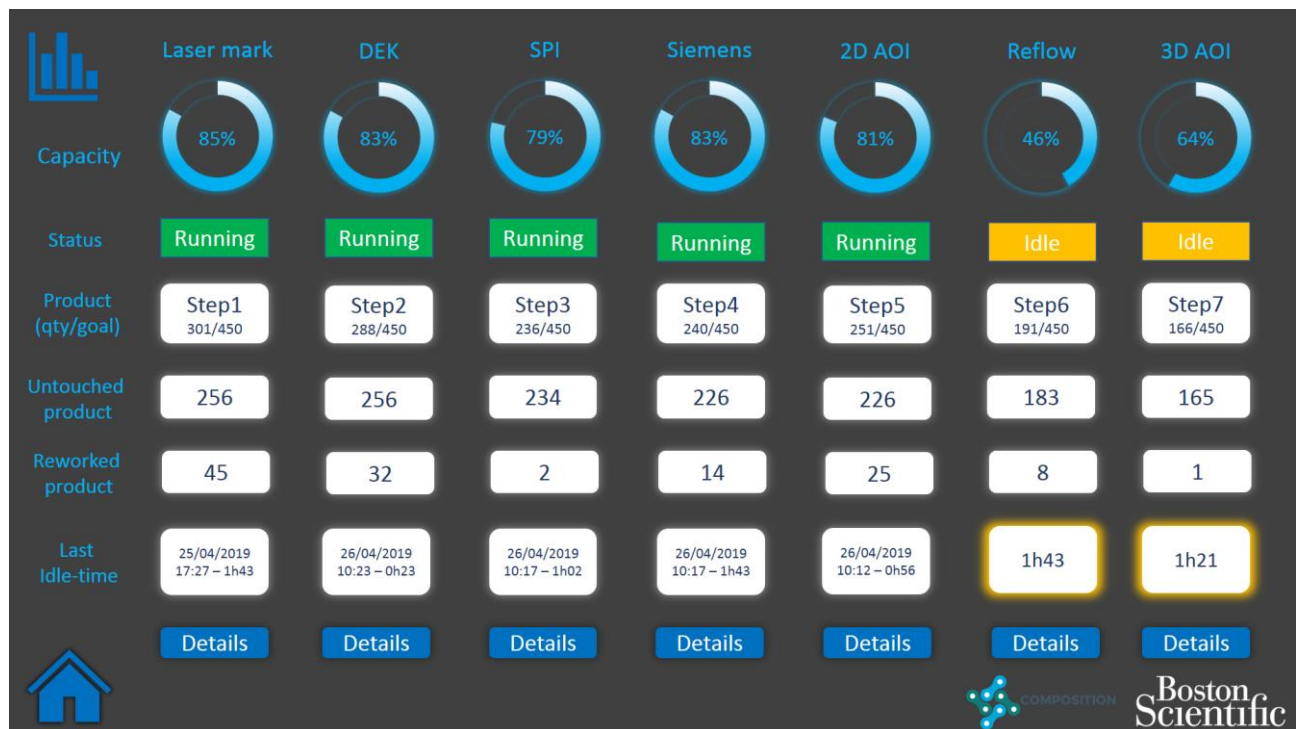 Laser mark DEK SPI Siemens 2D AOI Reflow 3D AOI
Capacity 85% 83% 79% 83% 81% 46% 64%
Status Running Running Running Running Running Idle Idle
Product
(qty/goal)
Step1 Step2 Step3 Step4 Step5 Step6 Step7
301/450 288/450 236/450 240/450 251/450 191/450 166/450
Untouched
product
256 256 234 226 226 183 165
Reworked
product
45 32 2 14 25 8 1
Last
Idle-time
25/04/2019 26/04/2019 26/04/2019 26/04/2019 26/04/2019
17:27 – 1h43 10:23 – 0h23 10:17 – 1h02 10:17 – 1h43 10:12 – 0h56 1h43 1h21
Details Details Details Details Details Details Details
COMPOSITION
Boston
Scientific